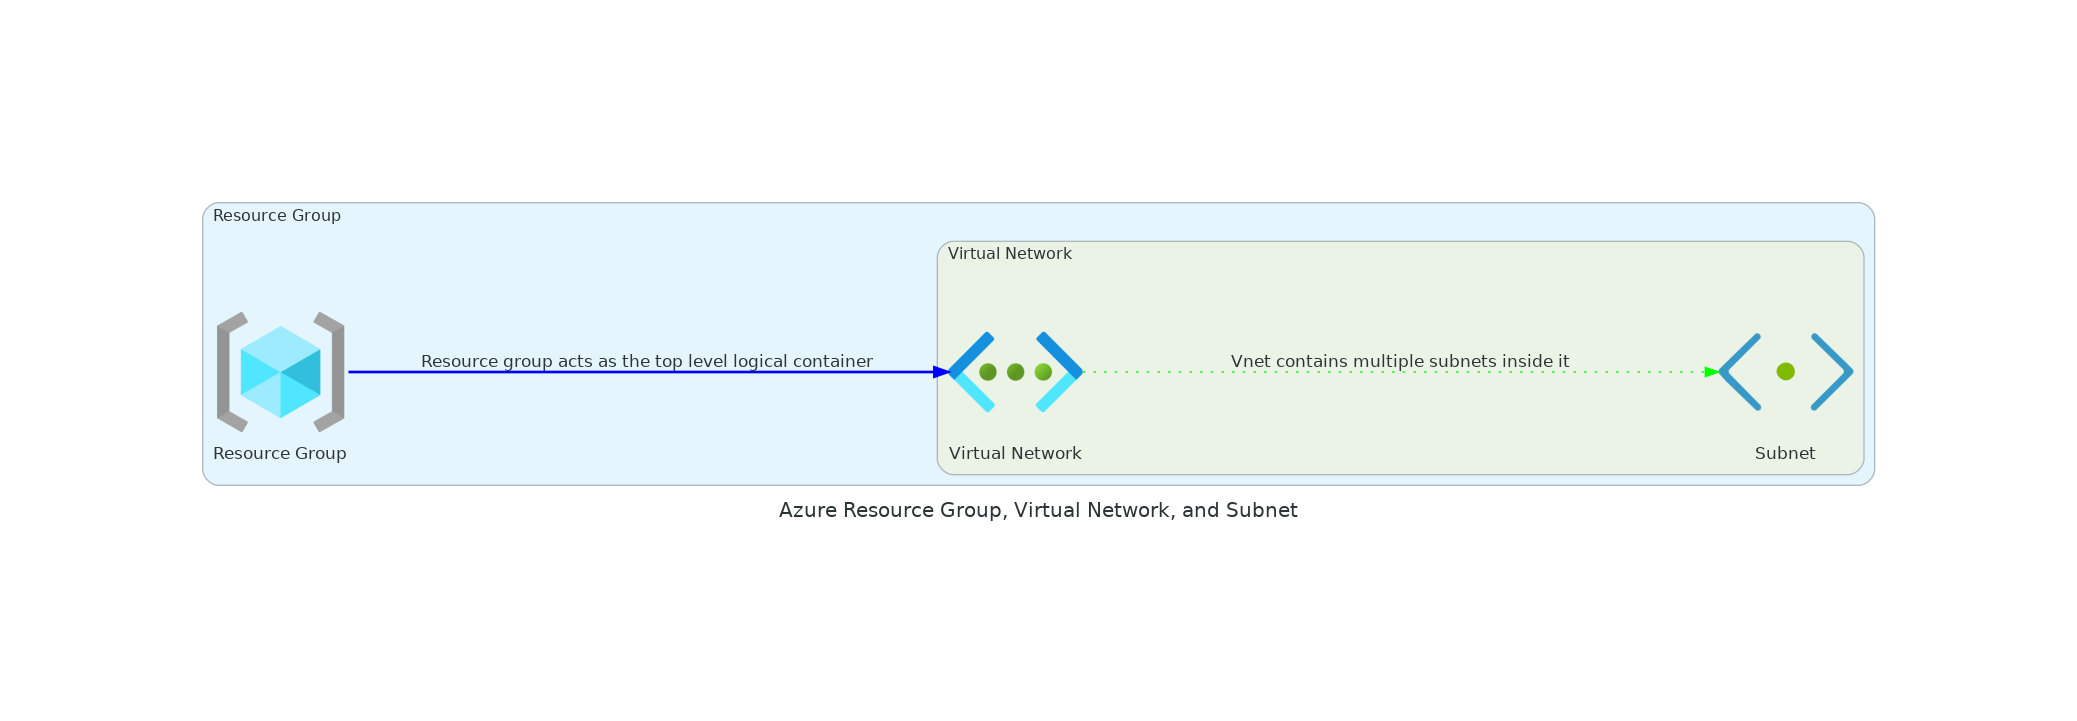 Resource Group
Virtual Network
Resource group acts as the top level logical container
Vnet contains multiple subnets inside it
Resource Group
Virtual Network
Subnet
Azure Resource Group, Virtual Network, and Subnet